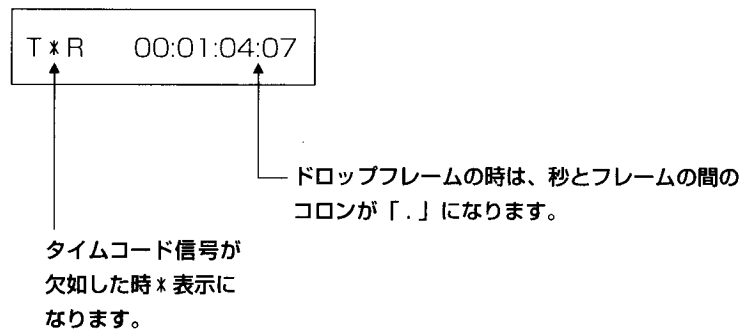 T*R 00:01:04:07
ドロップフレームの時は、秒とフレームの間の
コロンが「.」になります。
タイムコード信号が
欠如した時*表示に
なります。